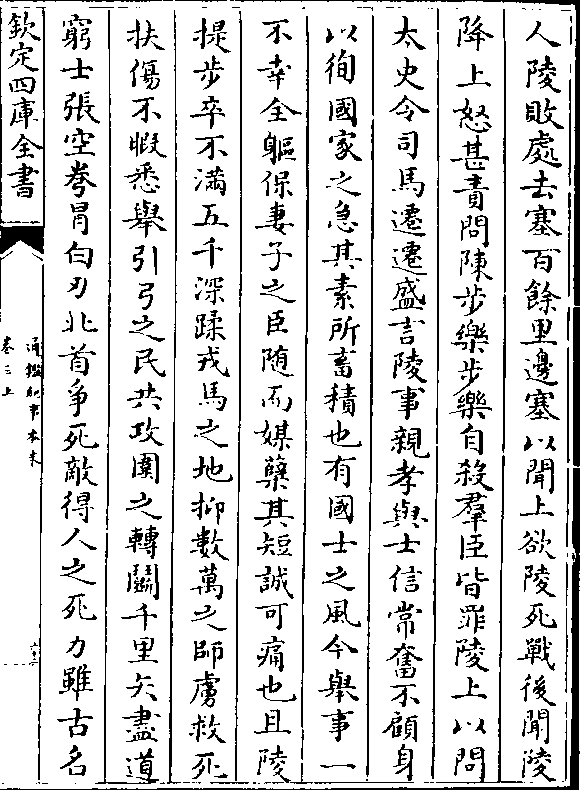 人陵敗處去塞百餘里邊塞以聞上欲陵死戰後聞陵
降上怒甚責問陳步樂步樂自殺羣臣皆罪陵上以問
太史令司馬遷遷盛言陵事親孝與士信常奮不顧身
以徇國家之急其素所畜積也有國士之風今舉事一
不幸全軀保妻子之臣随而媒糵其短誠可痛也且陵
提步卒不滿五千深蹂戎馬之地抑數萬之師虜救死
扶傷不暇悉舉引弓之民共攻圍之轉鬬千里矢盡道
窮士張空弮冒白刃北首爭死敵得人之死力雖古名
欽定四庫全書
通鑑紀事本末
卷三上